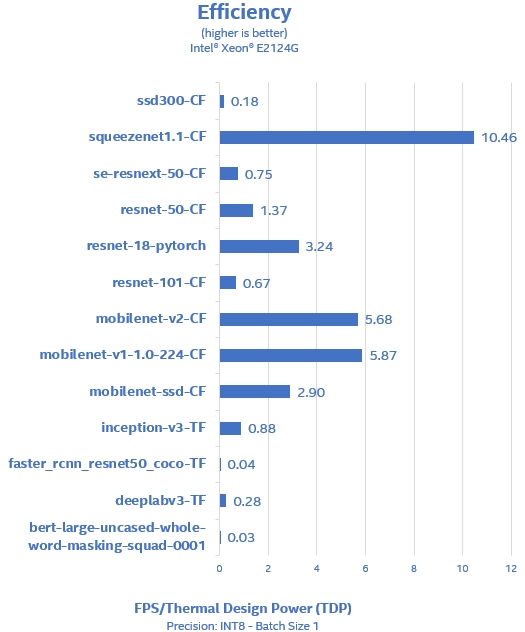 Efficiency
(higher is better)
Intel® Xeon® E2124G
ssd300-CF 0.18
squeezenet1.1-CF 10.46
se-resnext-50-CF 0.75
resnet-50-CF 1.37
resnet-18-pytorch 3.24
resnet-101-CF 0.67
mobilenet-v2-CF 5.68
mobilenet-v1-1.0-224-CF 5.87
mobilenet-ssd-CF 2.90
inception-v3-TF 0.88
faster_rcnn_resnet50_coco-TF 0.04
deeplabv3-TF 0.28
bert-large-uncased-whole-
word-masking-squad-0001 0.03
0 2 4 6 8 10 12
FPS/Thermal Design Power (TDP)
Precision: INT8 - Batch Size 1